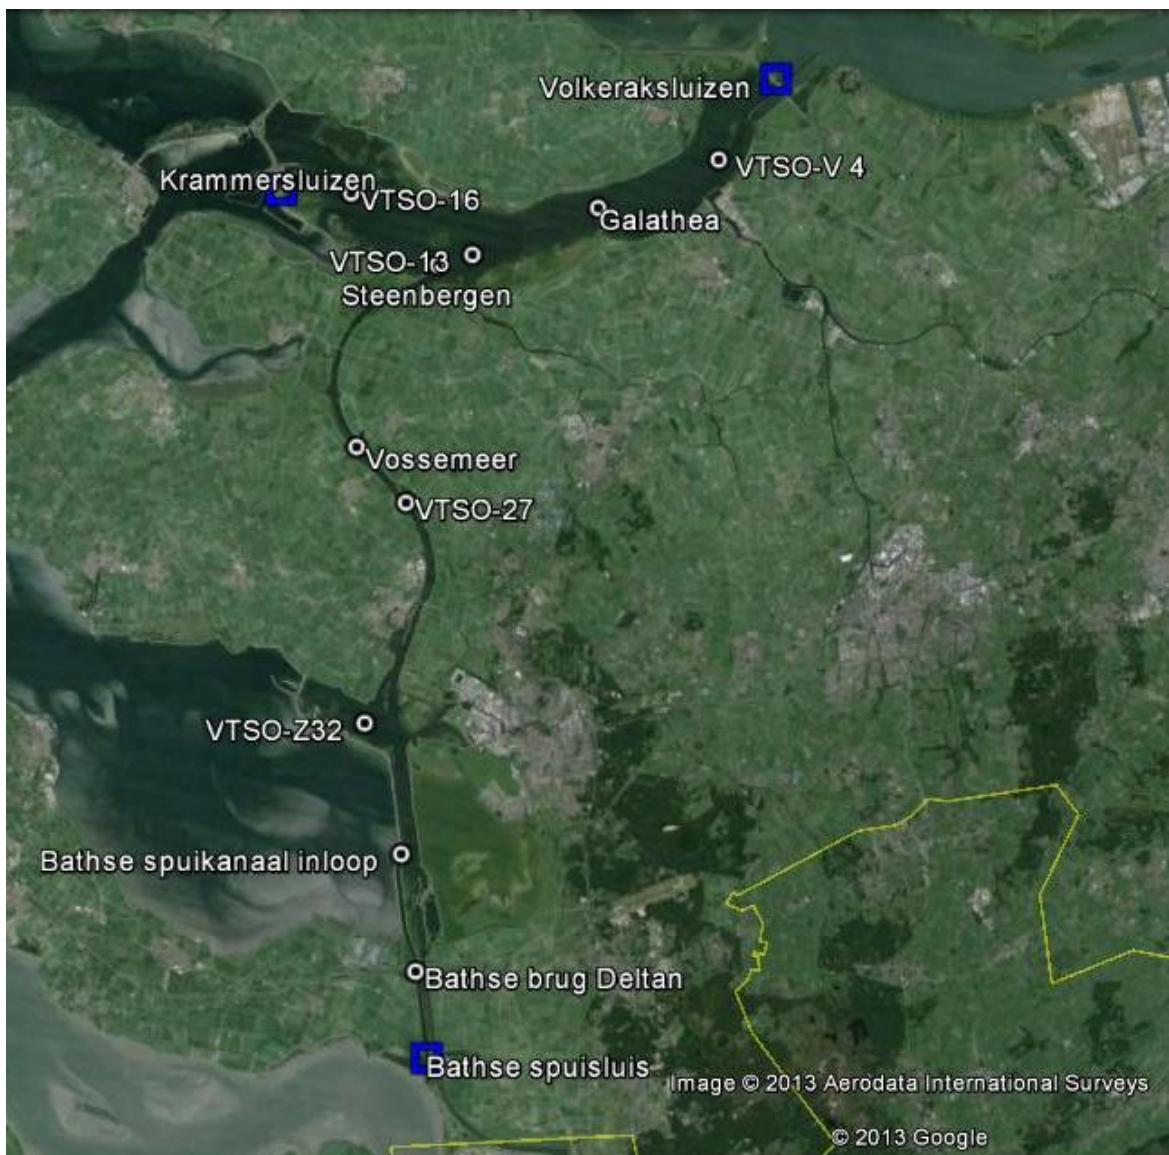 Volkeraksluizen
VTSO-V 4
Krammersluizen
VTSO-16
Galathea
VTSO-13
Steenbergen
Vossemeer
VTSO-27
VTSO-Z32
Bathse spuikanaal inloop
Bathse brug Deltan
Bathse spuisluis
Image © 2013 Aerodata International Surveys
© 2013 Google